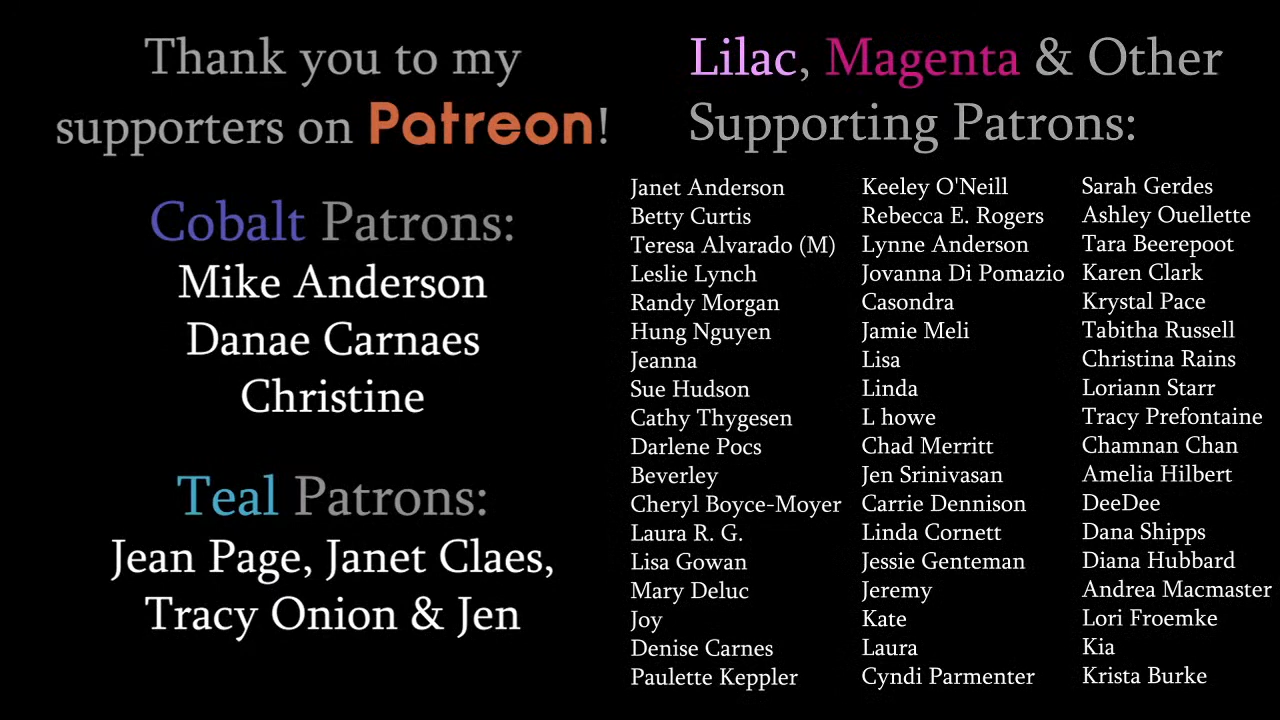 Thank you to my
supporters on Patreon!
Cobalt Patrons:
Mike Anderson
Danae Carnaes
Christine
Teal Patrons:
Jean Page, Janet Claes,
Tracy Onion & Jen
Lilac, Magenta & Other
Supporting Patrons:
Janet Anderson
Betty Curtis
Teresa Alvarado (M)
Leslie Lynch
Randy Morgan
Hung Nguyen
Jeanna
Sue Hudson
Cathy Thygesen
Darlene Pocs
Beverley
Cheryl Boyce-Moyer
Laura R. G.
Lisa Gowan
Mary Deluc
Joy
Denise Carnes
Paulette Keppler
Keeley O'Neill
Rebecca E. Rogers
Lynne Anderson
Jovanna Di Pomazio
Casondra
Jamie Meli
Lisa
Linda
L howe
Chad Merritt
Jen Srinivasan
Carrie Dennison
Linda Cornett
Jessie Genteman
Jeremy
Kate
Laura
Cyndi Parmenter
Sarah Gerdes
Ashley Ouellette
Tara Beerepoot
Karen Clark
Krystal Pace
Tabitha Russell
Christina Rains
Loriann Starr
Tracy Prefontaine
Chamnan Chan
Amelia Hilbert
DeeDee
Dana Shipps
Diana Hubbard
Andrea Macmaster
Lori Froemke
Kia
Krista Burke